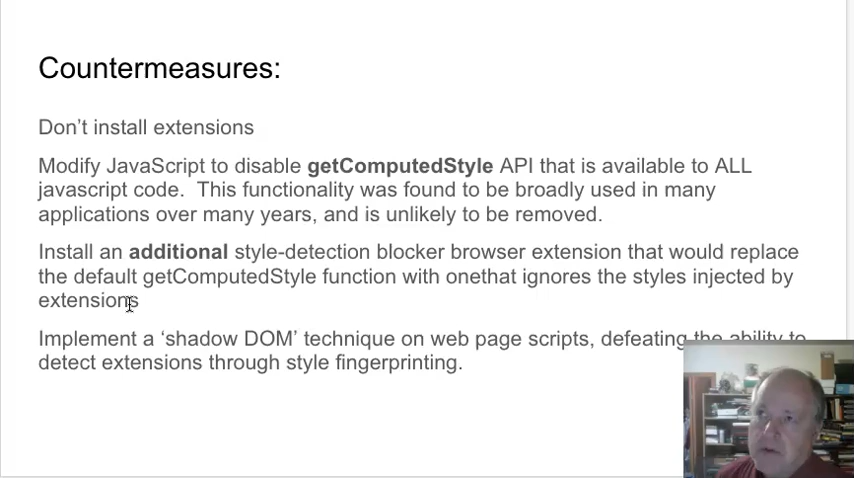 Countermeasures:
Don’t install extensions
Modify JavaScript to disable getComputedStyle API that is available to ALL
javascript code.  This functionality was found to be broadly used in many
applications over many years, and is unlikely to be removed.
Install an additional style-detection blocker browser extension that would replace
the default getComputedStyle function with onethat ignores the styles injected by
extensions
Implement a ‘shadow DOM’ technique on web page scripts, defeating the ability to
detect extensions through style fingerprinting.